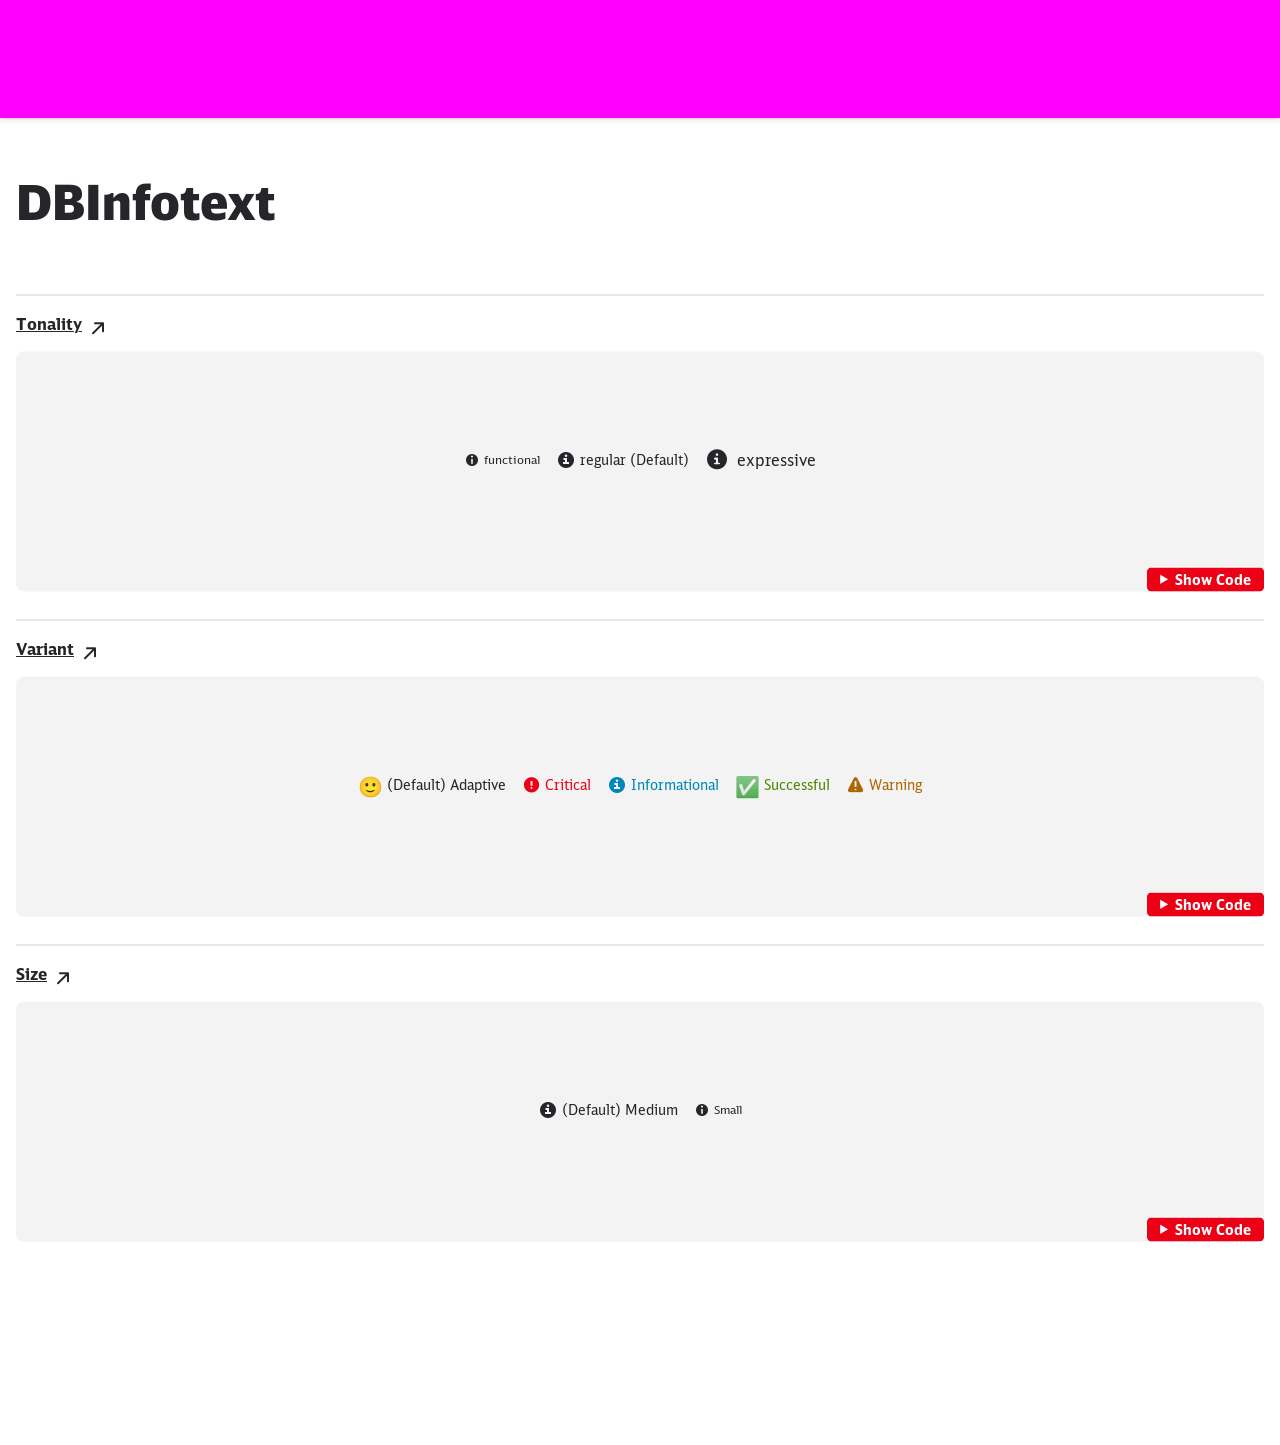 DBInfotext
Tonality
functional regular (Default) expressive
Show Code
Variant
(Default) Adaptive Critical Informational Successful Warning
Show Code
Size
(Default) Medium Small
Show Code